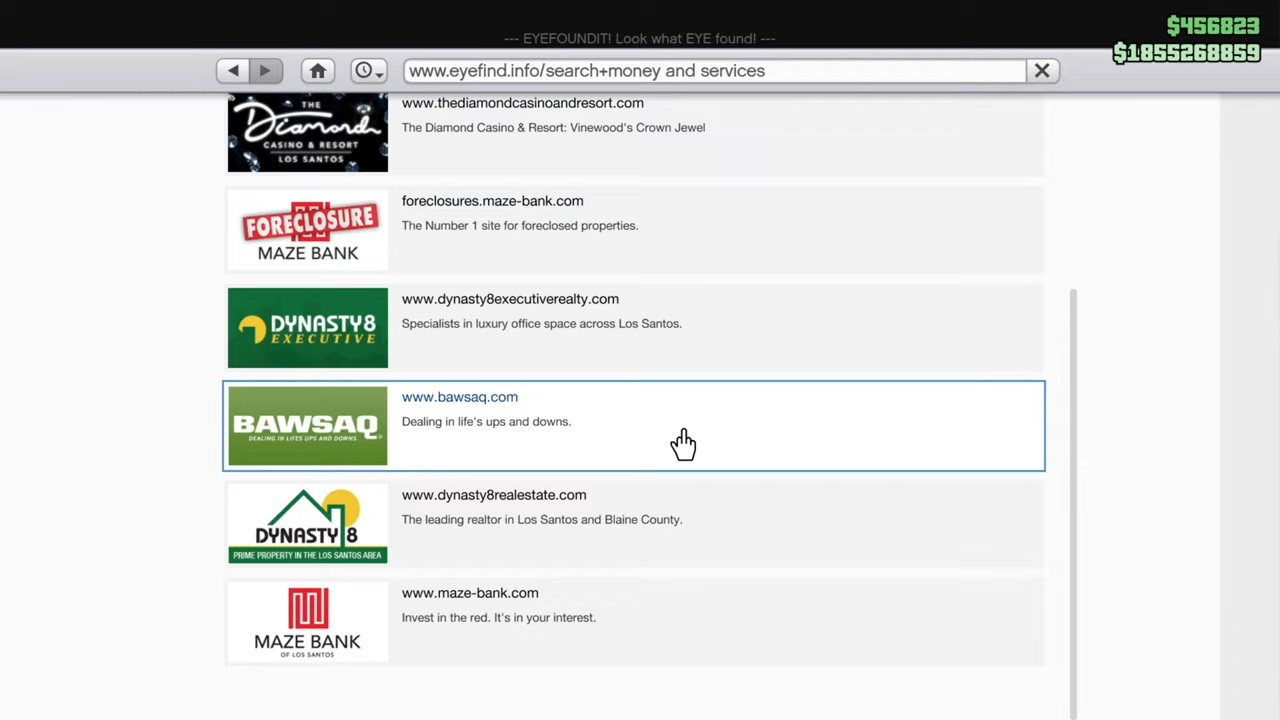 $456823
--- EYEFOUNDIT! Look what EYE found! ---
$1855268859
www.eyefind.info/search+money and services
THE
Diamond
CASINO & RESORT
LOS SANTOS
www.thediamondcasinoandresort.com
The Diamond Casino & Resort: Vinewood's Crown Jewel
FORECLOSURE
MAZE BANK
foreclosures.maze-bank.com
The Number 1 site for foreclosed properties.
DYNASTY8
EXECUTIVE
www.dynasty8executiverealty.com
Specialists in luxury office space across Los Santos.
BAWSAQ
DEALING IN LIFES UPS AND DOWNS
www.bawsaq.com
Dealing in life's ups and downs.
DYNASTY 8
PRIME PROPERTY IN THE LOS SANTOS AREA
www.dynasty8realestate.com
The leading realtor in Los Santos and Blaine County.
MAZE BANK
OF LOS SANTOS
www.maze-bank.com
Invest in the red. It's in your interest.